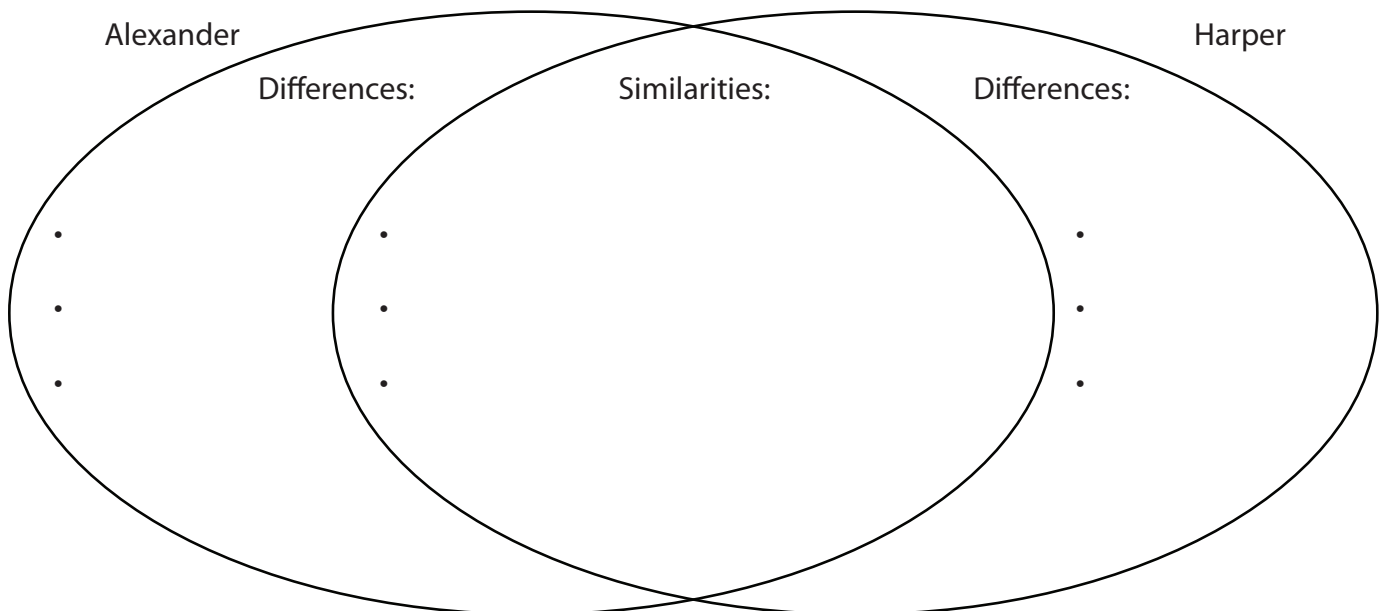 Alexander
Harper
Differences:
Similarities:
Differences:
•
•
•
•
•
•
•
•
•